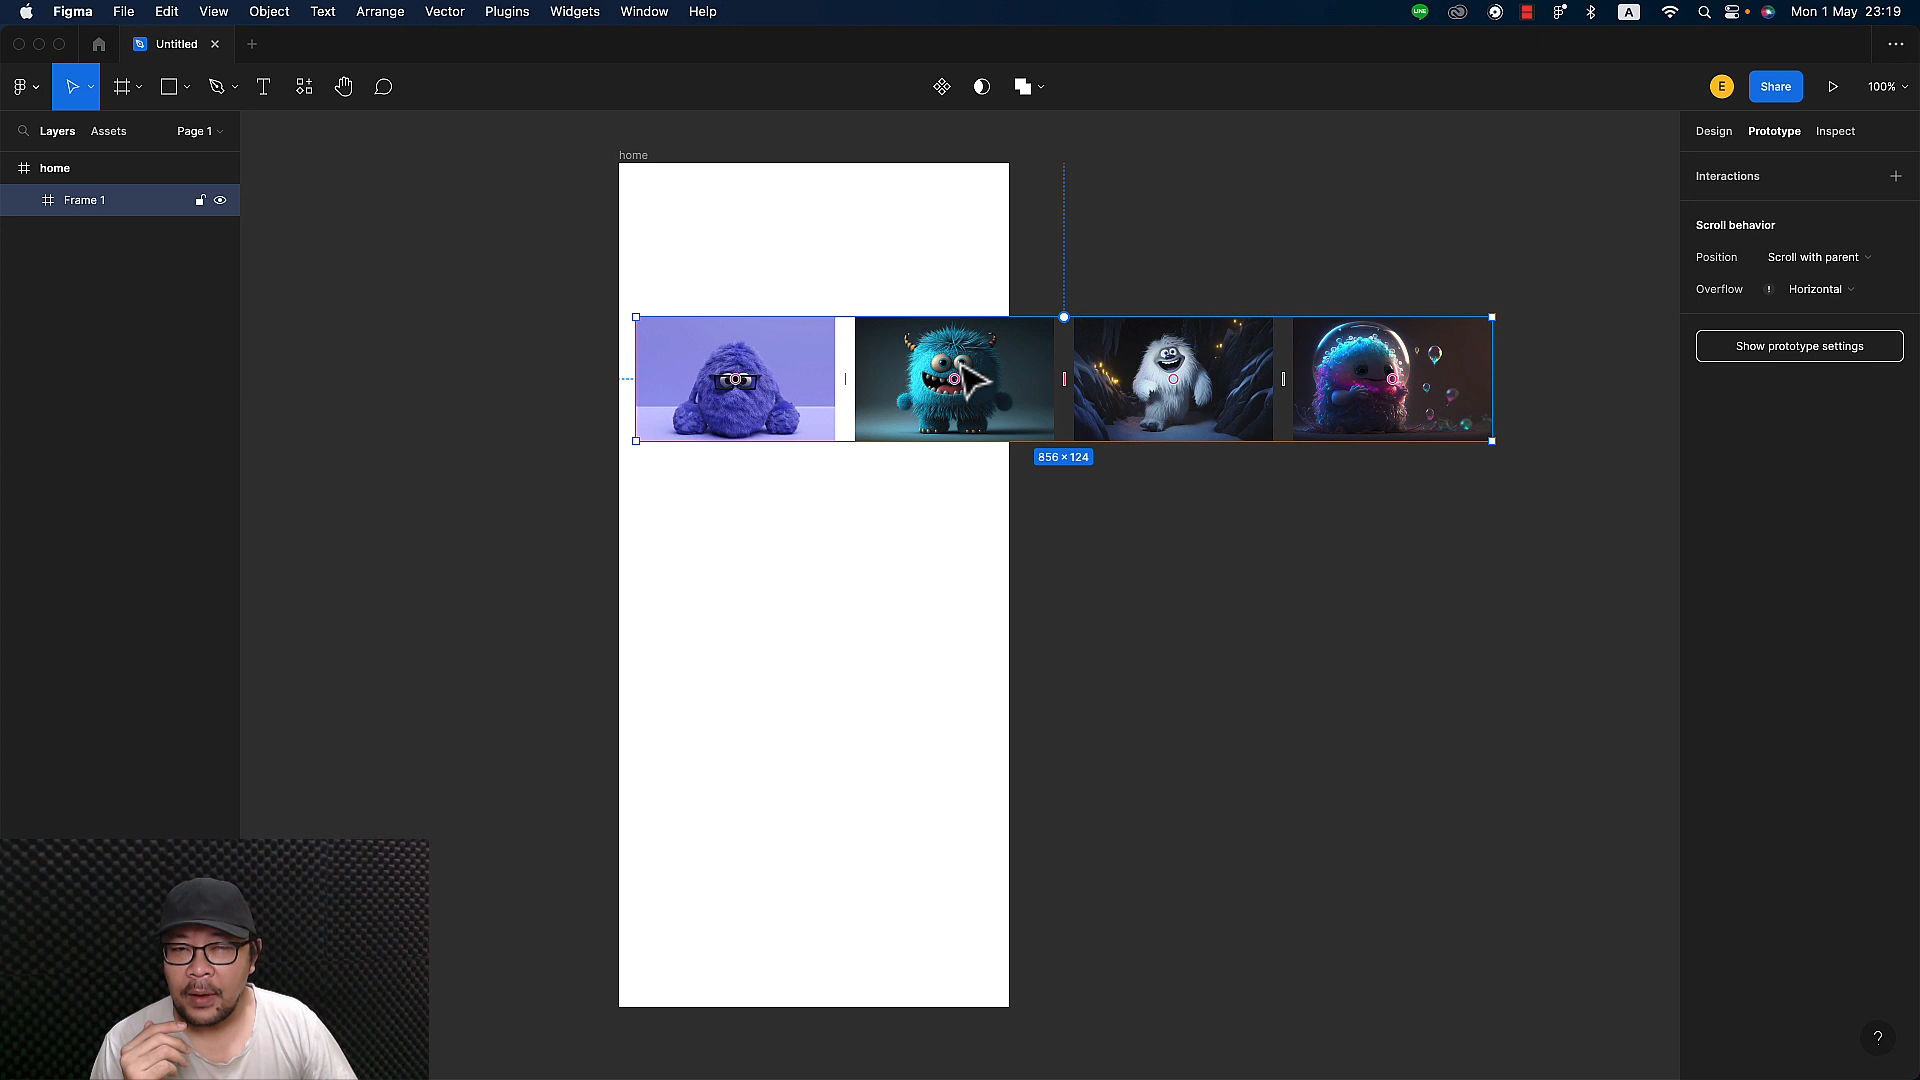 Figma File Edit View Object Text Arrange Vector Plugins Widgets Window Help
LINE
A
Mon 1 May 23:19
Untitled
E
Share
100%
Layers Assets Page 1
home
Frame 1
home
856 × 124
Design Prototype Inspect
Interactions
Scroll behavior
Position Scroll with parent
Overflow ! Horizontal
Show prototype settings
?